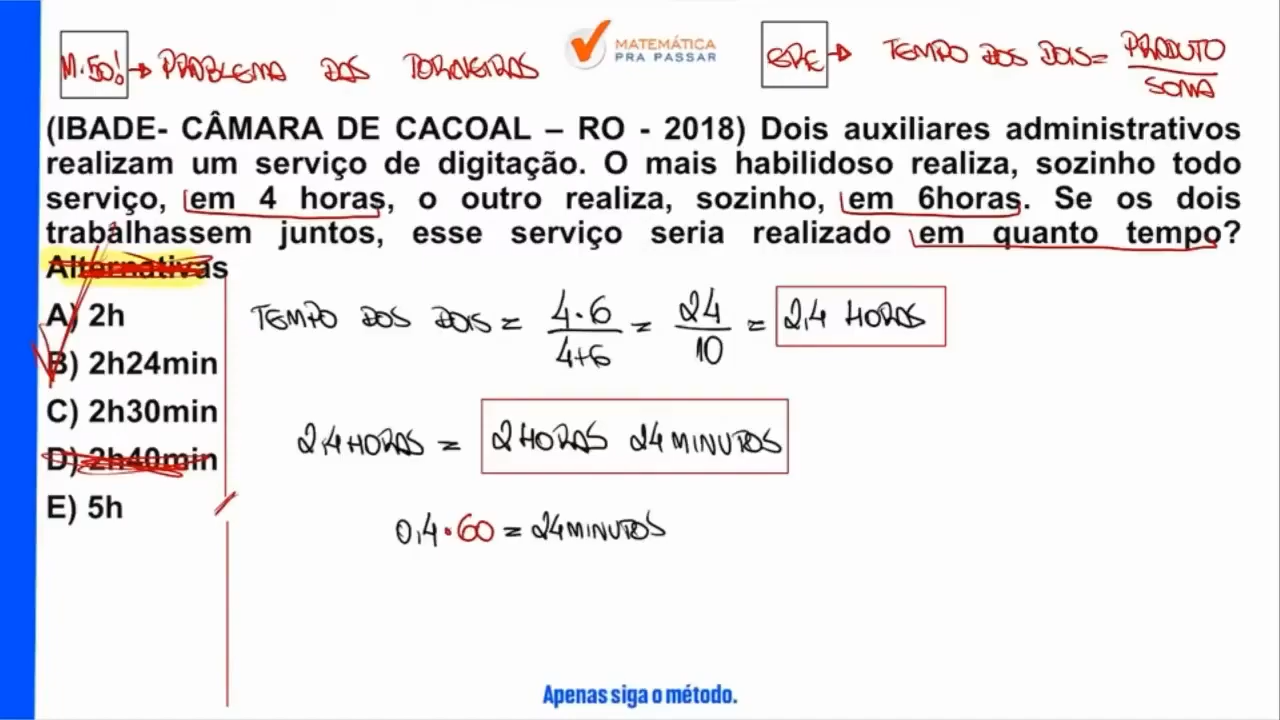 M.50! → PROBLEMA DAS TORNEIRAS
MATEMÁTICA
PRA PASSAR
GRE → TEMPO DOS DOIS = PRODUTO / SOMA
(IBADE- CÂMARA DE CACOAL – RO - 2018) Dois auxiliares administrativos
realizam um serviço de digitação. O mais habilidoso realiza, sozinho todo
serviço, em 4 horas, o outro realiza, sozinho, em 6horas. Se os dois
trabalhassem juntos, esse serviço seria realizado em quanto tempo?
Alternativas
A) 2h
TEMPO DOS DOIS = 4·6 / 4+6 = 24 / 10 = 2,4 HORAS
B) 2h24min
C) 2h30min
2,4 HORAS = 2 HORAS 24 MINUTOS
D) 2h40min
E) 5h
0,4·60 = 24 MINUTOS
Apenas siga o método.